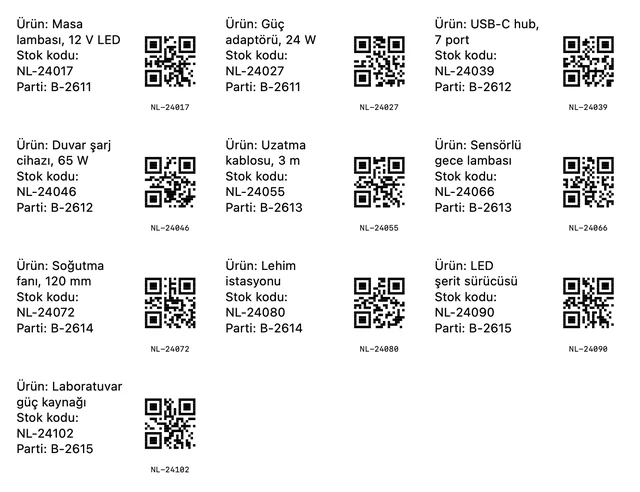 Ürün: Masa
lambası, 12 V LED
Stok kodu:
NL-24017
Parti: B-2611
NL-24017
Ürün: Güç
adaptörü, 24 W
Stok kodu:
NL-24027
Parti: B-2611
NL-24027
Ürün: USB-C hub,
7 port
Stok kodu:
NL-24039
Parti: B-2612
NL-24039
Ürün: Duvar şarj
cihazı, 65 W
Stok kodu:
NL-24046
Parti: B-2612
NL-24046
Ürün: Uzatma
kablosu, 3 m
Stok kodu:
NL-24055
Parti: B-2613
NL-24055
Ürün: Sensörlü
gece lambası
Stok kodu:
NL-24066
Parti: B-2613
NL-24066
Ürün: Soğutma
fanı, 120 mm
Stok kodu:
NL-24072
Parti: B-2614
NL-24072
Ürün: Lehim
istasyonu
Stok kodu:
NL-24080
Parti: B-2614
NL-24080
Ürün: LED
şerit sürücüsü
Stok kodu:
NL-24090
Parti: B-2615
NL-24090
Ürün: Laboratuvar
güç kaynağı
Stok kodu:
NL-24102
Parti: B-2615
NL-24102